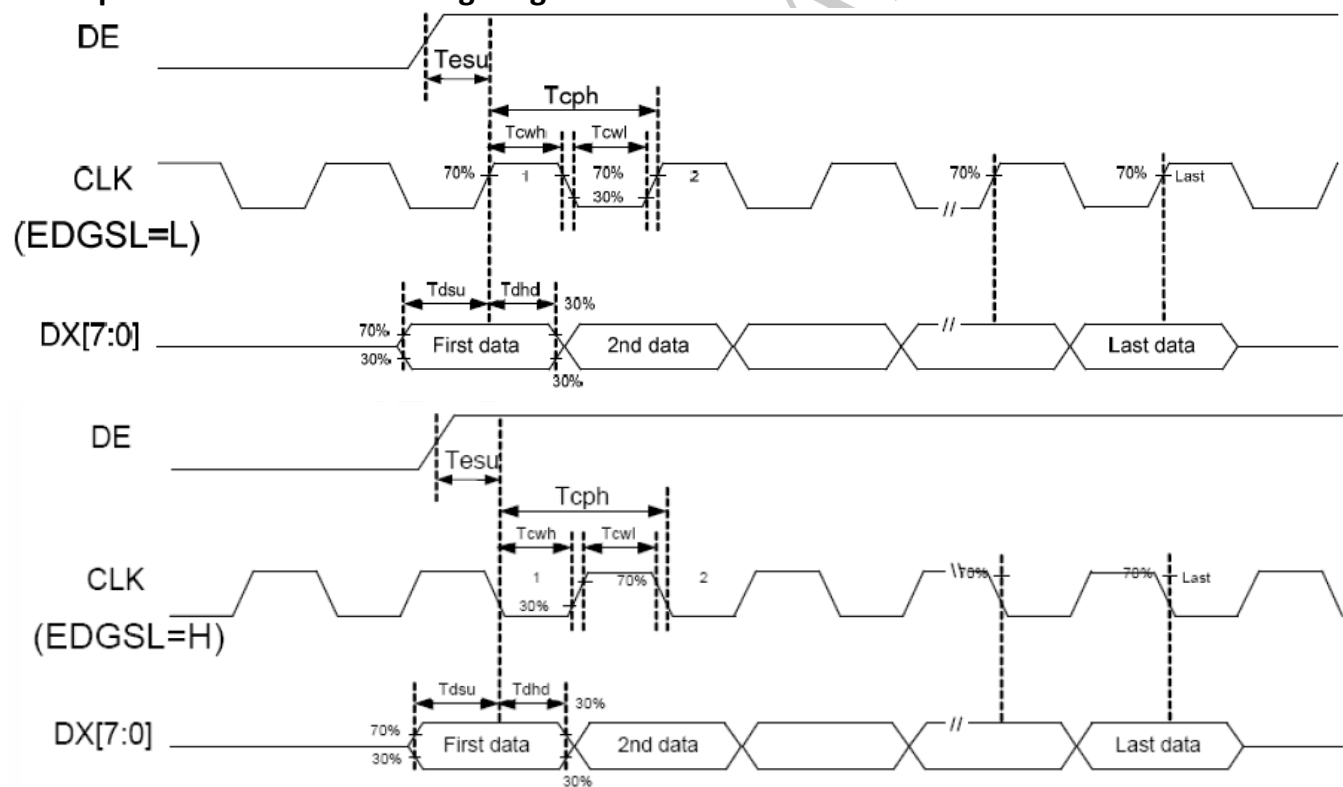 DE
Tesu
Tcph
Tcwh Tcwl
CLK 70% 1 70% 2 70% 70% Last
30%
(EDGSL=L) //
Tdsu Tdhd 30%
DX[7:0] 70% First data 2nd data // Last data
30%
30%
DE
Tesu
Tcph
Tcwh Tcwl
CLK 1 70% 2 70% 70% Last
30%
(EDGSL=H)
Tdsu Tdhd 30%
DX[7:0] 70% First data 2nd data // Last data
30%
30%